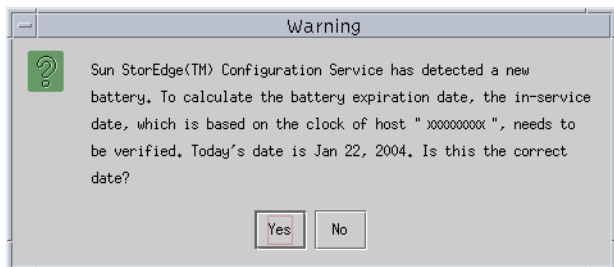 Warning
Sun StorEdge(TM) Configuration Service has detected a new
battery. To calculate the battery expiration date, the in-service
date, which is based on the clock of host " xxxxxxxxx ", needs to
be verified. Today's date is Jan 22, 2004. Is this the correct
date?
Yes No